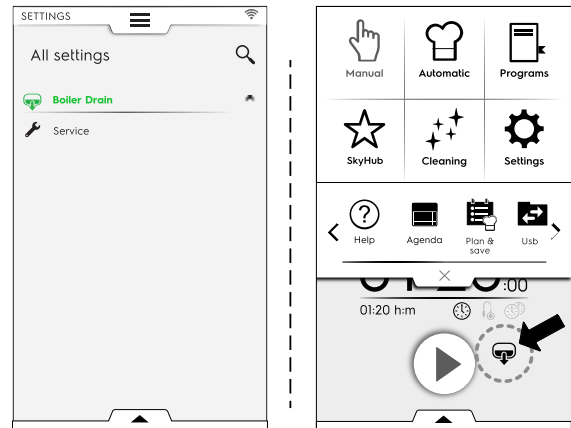 SETTINGS
All settings
Boiler Drain
Service
Manual
Automatic
Programs
SkyHub
Cleaning
Settings
Help
Agenda
Plan &
save
Usb
:00
01:20 h:m